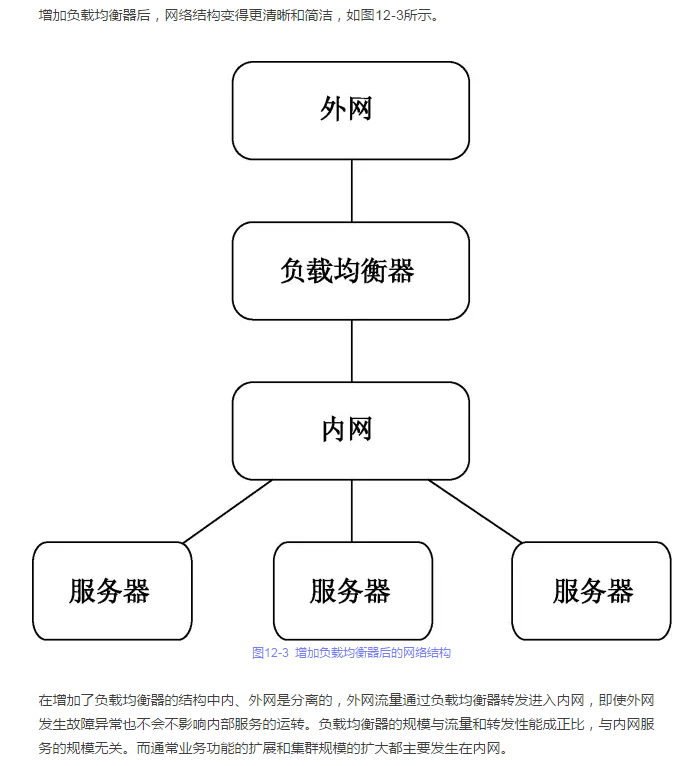 增加负载均衡器后，网络结构变得更清晰和简洁，如图12-3所示。
外网
负载均衡器
内网
服务器 服务器 服务器
图12-3 增加负载均衡器后的网络结构
在增加了负载均衡器的结构中内、外网是分离的，外网流量通过负载均衡器转发进入内网，即使外网
发生故障异常也不会不影响内部服务的运转。负载均衡器的规模与流量和转发性能成正比，与内网服
务的规模无关。而通常业务功能的扩展和集群规模的扩大都主要发生在内网。